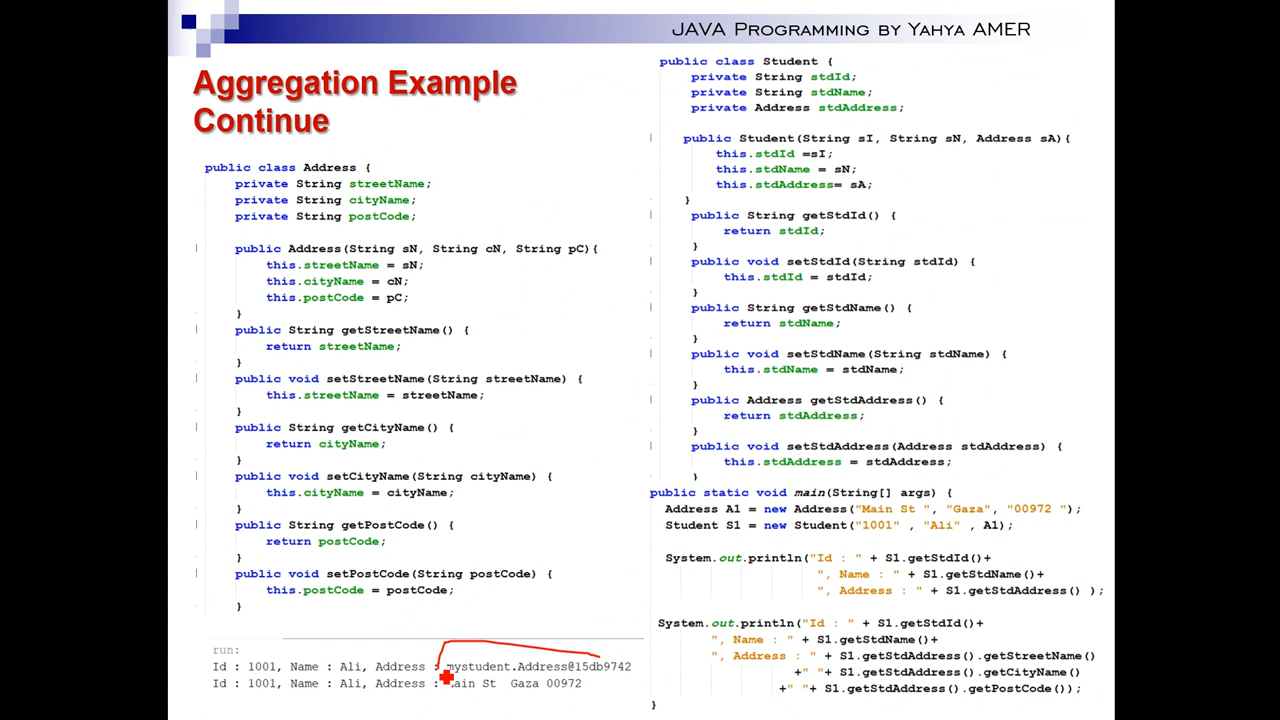 JAVA Programming by Yahya AMER
Aggregation Example
Continue
public class Address {
private String streetName;
private String cityName;
private String postCode;
public Address(String sN, String cN, String pC){
this.streetName = sN;
this.cityName = cN;
this.postCode = pC;
}
public String getStreetName() {
return streetName;
}
public void setStreetName(String streetName) {
this.streetName = streetName;
}
public String getCityName() {
return cityName;
}
public void setCityName(String cityName) {
this.cityName = cityName;
}
public String getPostCode() {
return postCode;
}
public void setPostCode(String postCode) {
this.postCode = postCode;
}
run:
Id : 1001, Name : Ali, Address : mystudent.Address@15db9742
Id : 1001, Name : Ali, Address : Main St  Gaza 00972
public class Student {
private String stdId;
private String stdName;
private Address stdAddress;
public Student(String sI, String sN, Address sA){
this.stdId =sI;
this.stdName = sN;
this.stdAddress= sA;
}
public String getStdId() {
return stdId;
}
public void setStdId(String stdId) {
this.stdId = stdId;
}
public String getStdName() {
return stdName;
}
public void setStdName(String stdName) {
this.stdName = stdName;
}
public Address getStdAddress() {
return stdAddress;
}
public void setStdAddress(Address stdAddress) {
this.stdAddress = stdAddress;
}
public static void main(String[] args) {
Address A1 = new Address("Main St ", "Gaza", "00972 ");
Student S1 = new Student("1001" , "Ali" , A1);
System.out.println("Id : " + S1.getStdId()+
", Name : " + S1.getStdName()+
", Address : " + S1.getStdAddress() );
System.out.println("Id : " + S1.getStdId()+
", Name : " + S1.getStdName()+
", Address : " + S1.getStdAddress().getStreetName()
+" "+ S1.getStdAddress().getCityName()
+" "+ S1.getStdAddress().getPostCode());
}